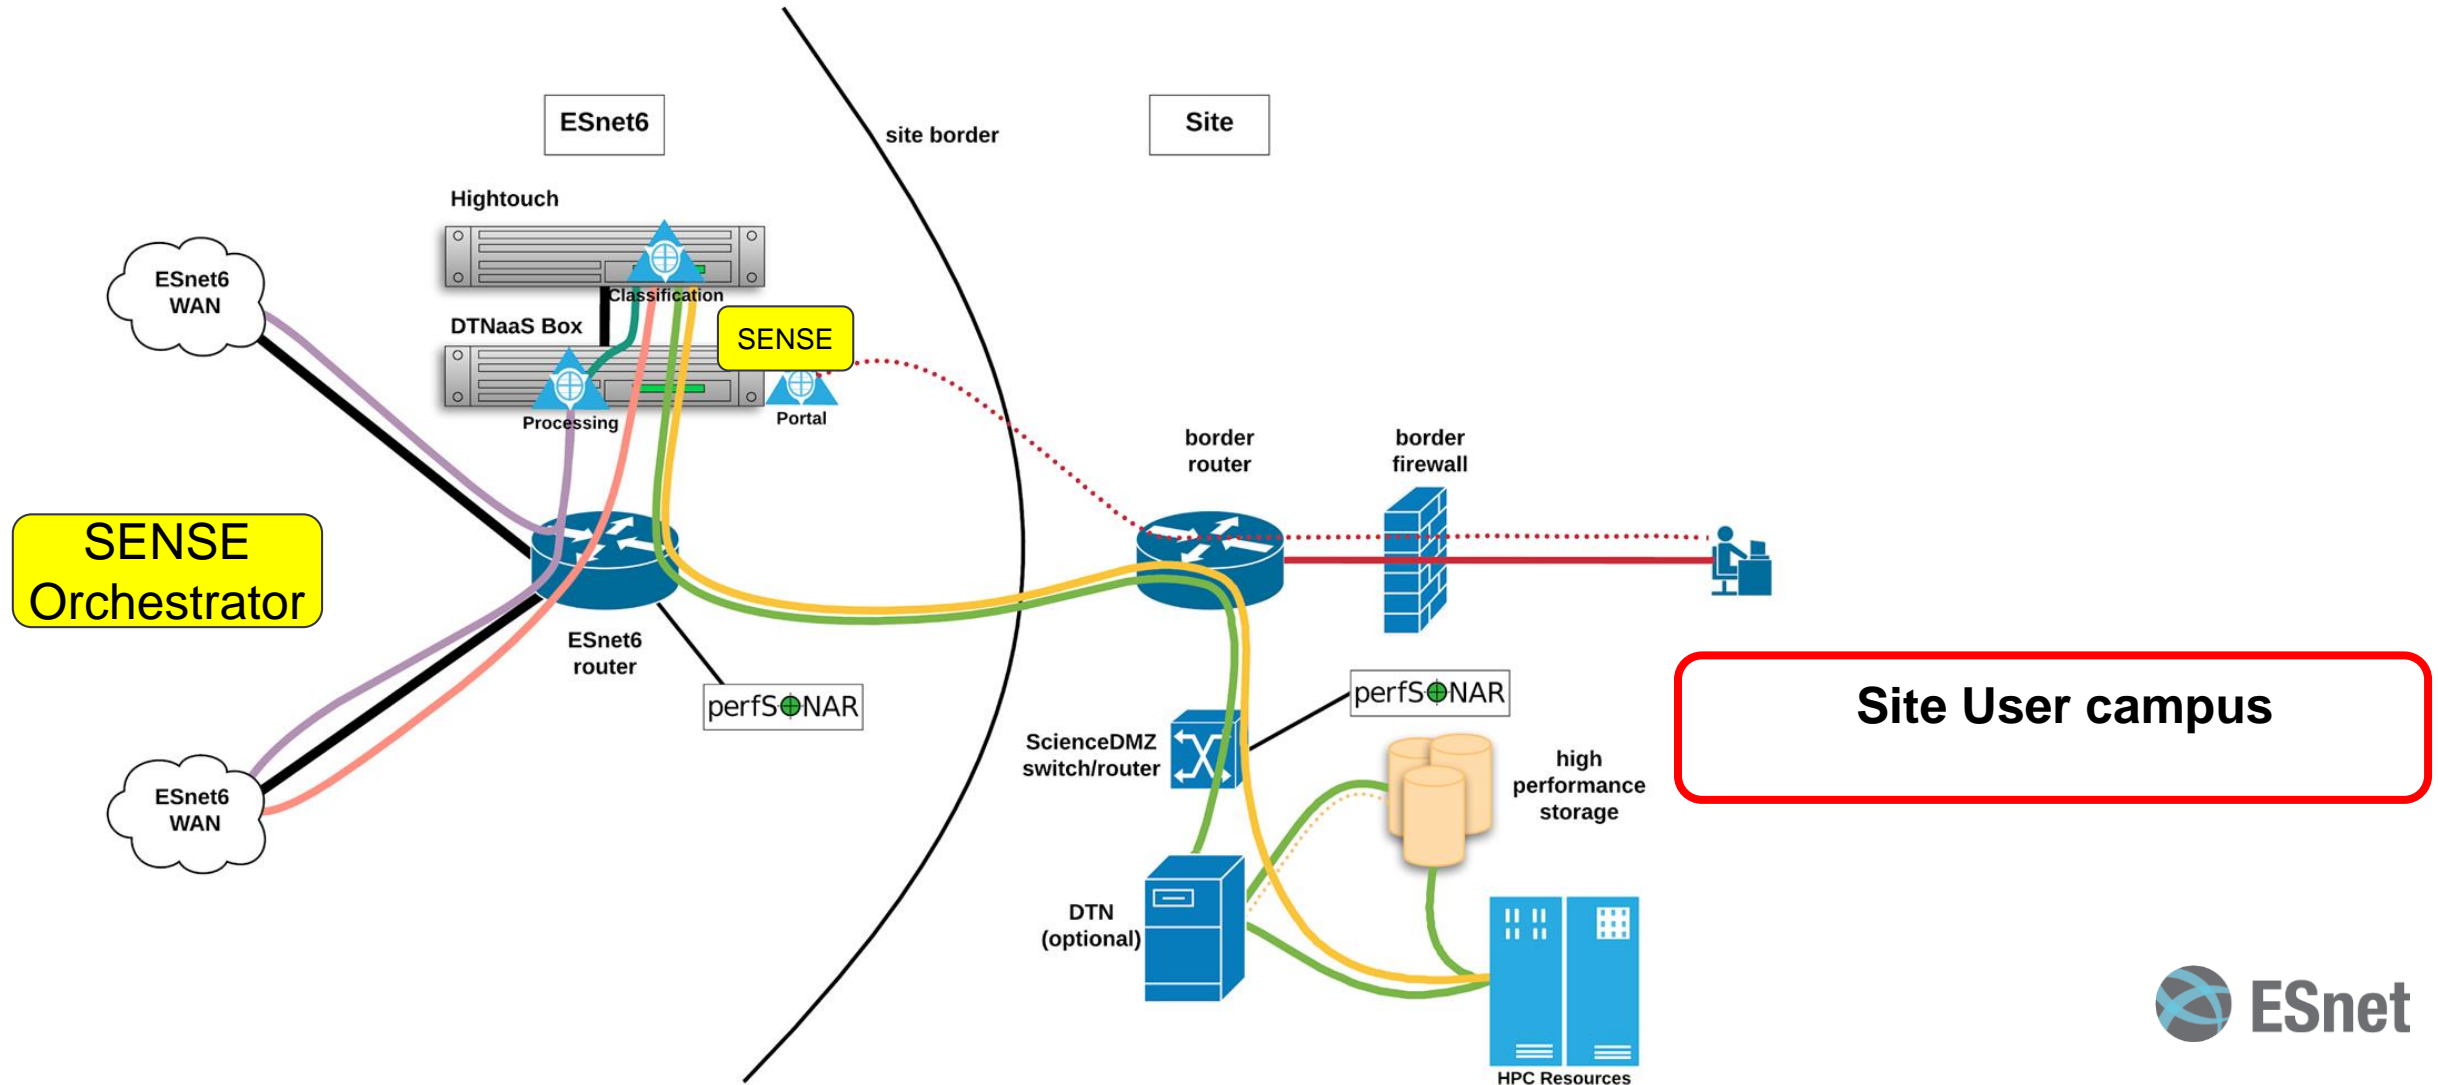 ESnet6
site border
Site
Hightouch
ESnet6
WAN
Classification
DTNaaS Box
SENSE
Processing
Portal
border
router
border
firewall
SENSE
Orchestrator
ESnet6
router
perfSONAR
perfSONAR
Site User campus
ScienceDMZ
switch/router
high
performance
storage
ESnet6
WAN
DTN
(optional)
HPC Resources
ESnet